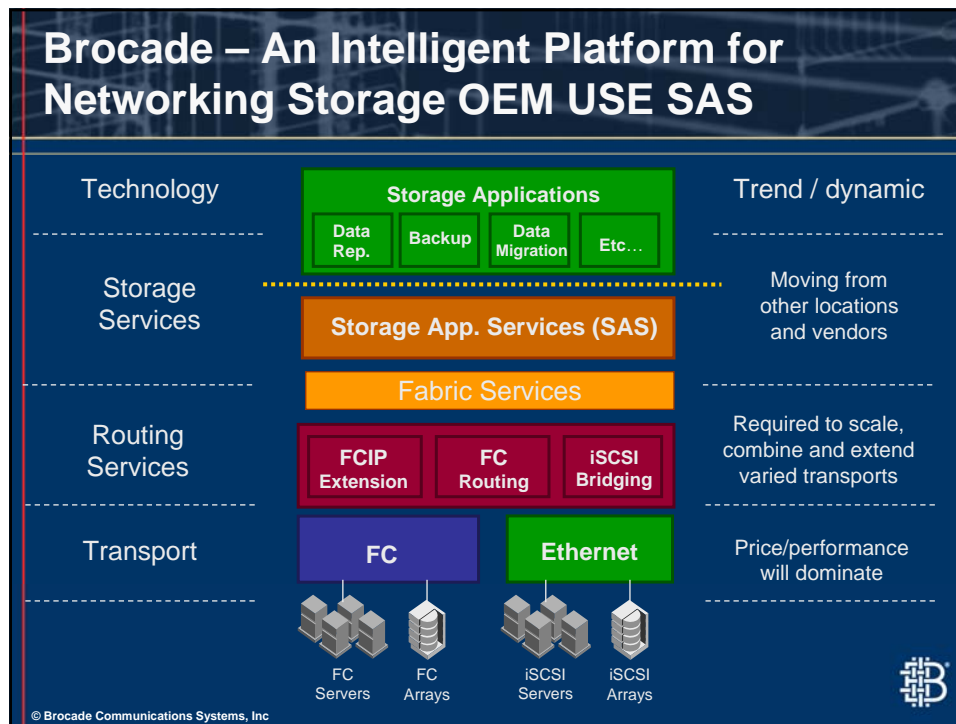 Brocade – An Intelligent Platform for
Networking Storage OEM USE SAS
Technology
Storage Applications
Trend / dynamic
Data
Rep.
Backup
Data
Migration
Etc…
Storage
Services
Moving from
other locations
and vendors
Storage App. Services (SAS)
Fabric Services
Routing
Services
FCIP
Extension
FC
Routing
iSCSI
Bridging
Required to scale,
combine and extend
varied transports
Transport
FC
Ethernet
Price/performance
will dominate
FC
Servers
FC
Arrays
iSCSI
Servers
iSCSI
Arrays
B
© Brocade Communications Systems, Inc